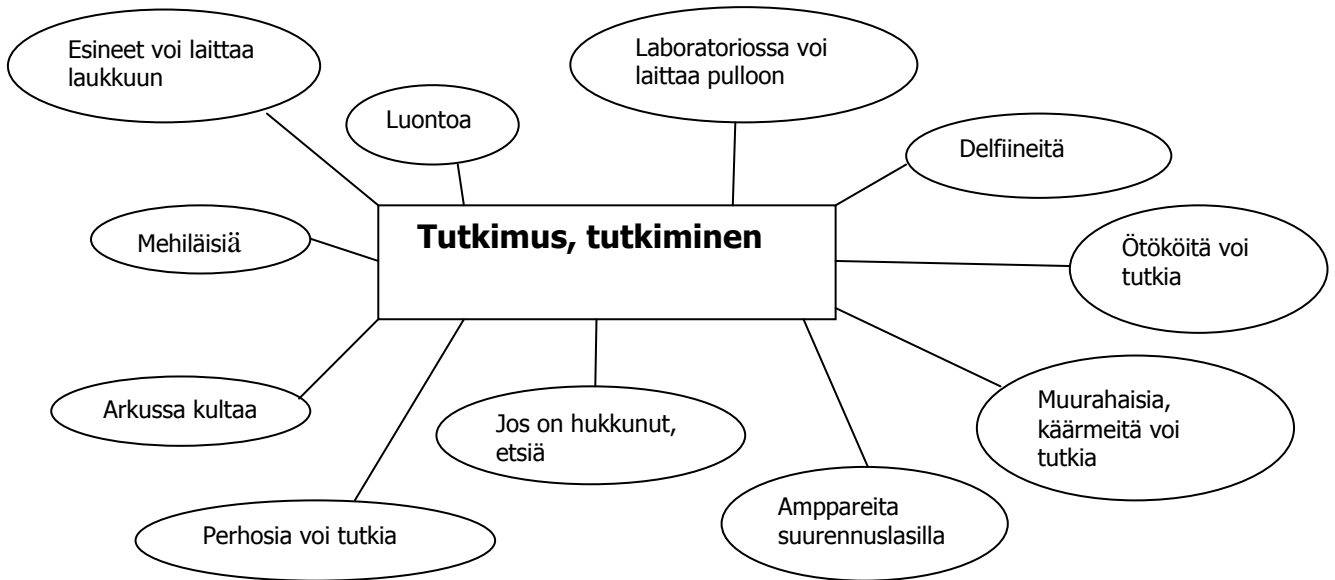 Esineet voi laittaa
laukkuun
Laboratoriossa voi
laittaa pulloon
Luontoa
Delfiineitä
Tutkimus, tutkiminen
Mehiläisiä
Ötököitä voi
tutkia
Arkussa kultaa
Jos on hukkunut,
etsiä
Muurahaisia,
käärmeitä voi
tutkia
Perhosia voi tutkia
Amppareita
suurennuslasilla